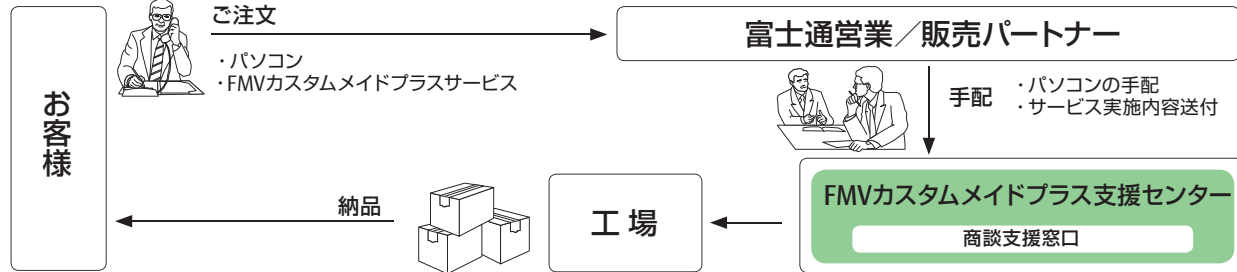 お客様
ご注文
・パソコン
・FMVカスタムメイドプラスサービス
富士通営業／販売パートナー
手配
・パソコンの手配
・サービス実施内容送付
FMVカスタムメイドプラス支援センター
商談支援窓口
工場
納品